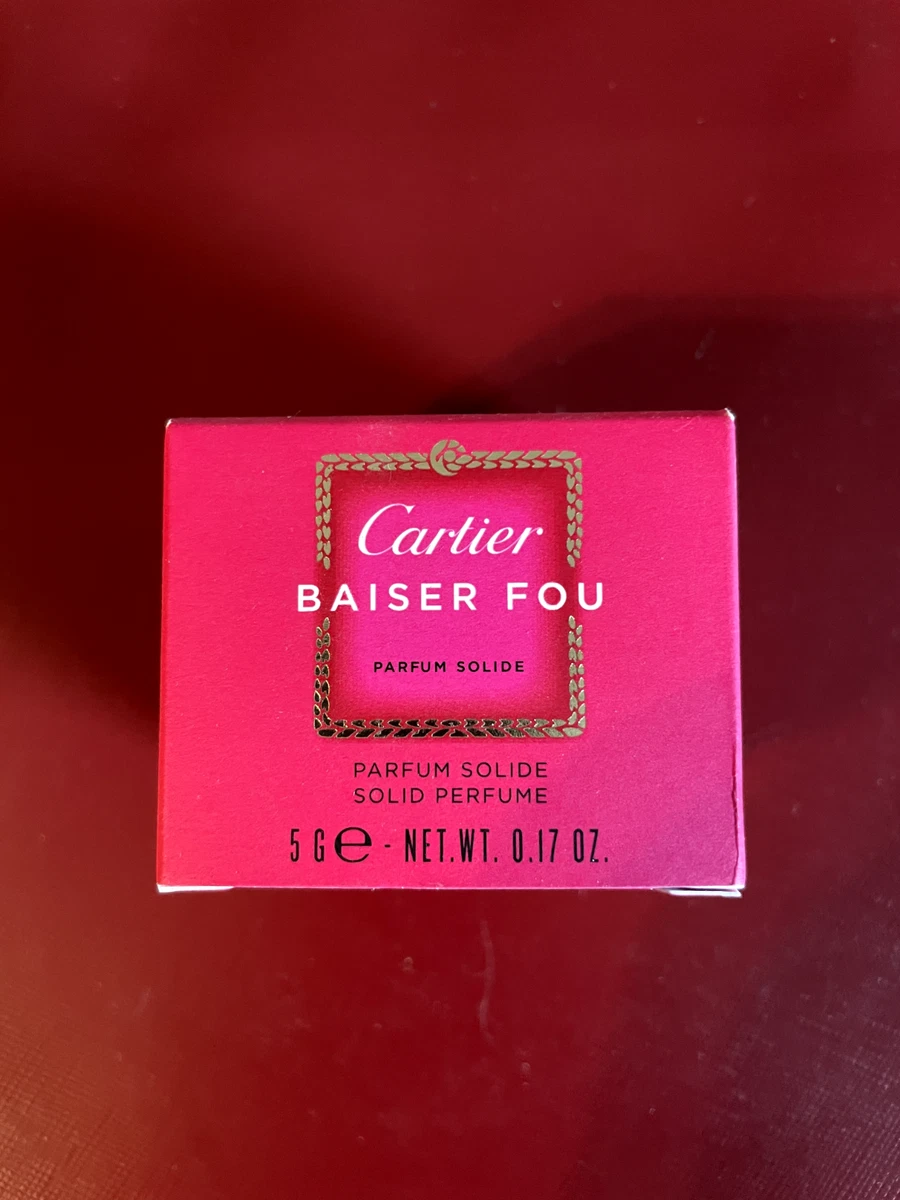 Cartier
BAISER FOU
PARFUM SOLIDE
PARFUM SOLIDE
SOLID PERFUME
5 G ℮ - NET.WT. 0.17 OZ.